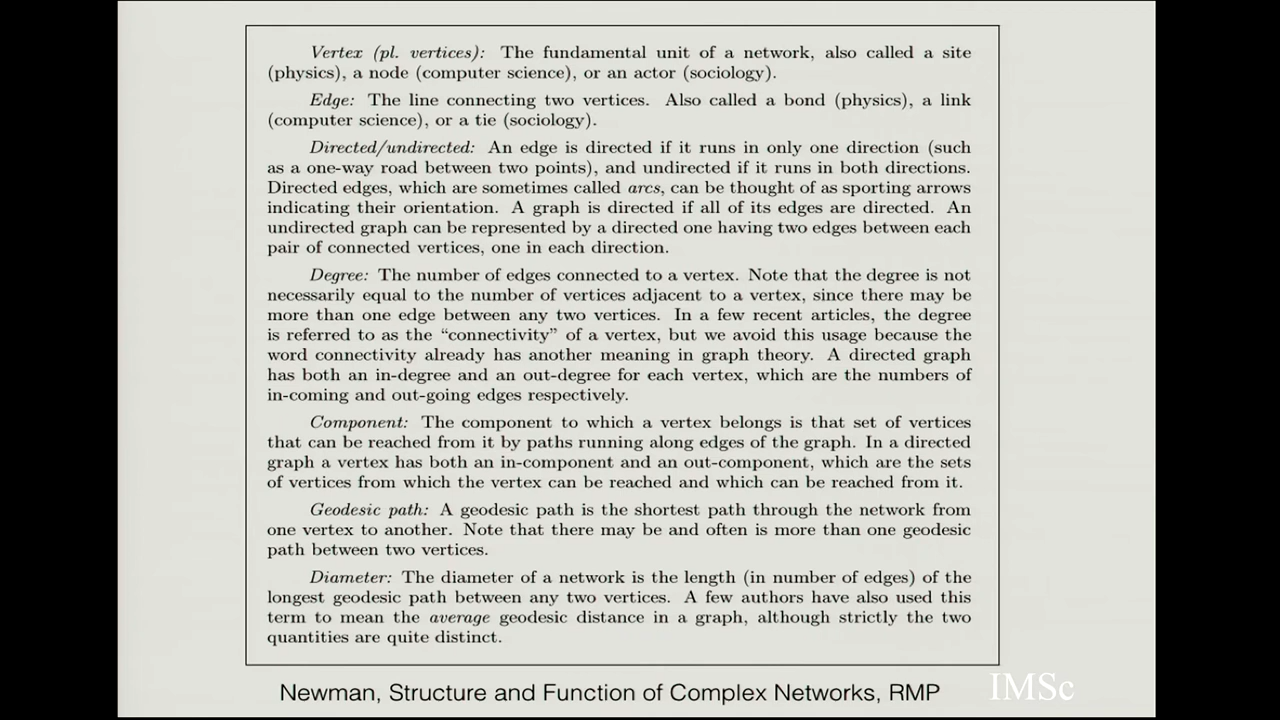 Vertex (pl. vertices): The fundamental unit of a network, also called a site
(physics), a node (computer science), or an actor (sociology).
Edge: The line connecting two vertices. Also called a bond (physics), a link
(computer science), or a tie (sociology).
Directed/undirected: An edge is directed if it runs in only one direction (such
as a one-way road between two points), and undirected if it runs in both directions.
Directed edges, which are sometimes called arcs, can be thought of as sporting arrows
indicating their orientation. A graph is directed if all of its edges are directed. An
undirected graph can be represented by a directed one having two edges between each
pair of connected vertices, one in each direction.
Degree: The number of edges connected to a vertex. Note that the degree is not
necessarily equal to the number of vertices adjacent to a vertex, since there may be
more than one edge between any two vertices. In a few recent articles, the degree
is referred to as the “connectivity” of a vertex, but we avoid this usage because the
word connectivity already has another meaning in graph theory. A directed graph
has both an in-degree and an out-degree for each vertex, which are the numbers of
in-coming and out-going edges respectively.
Component: The component to which a vertex belongs is that set of vertices
that can be reached from it by paths running along edges of the graph. In a directed
graph a vertex has both an in-component and an out-component, which are the sets
of vertices from which the vertex can be reached and which can be reached from it.
Geodesic path: A geodesic path is the shortest path through the network from
one vertex to another. Note that there may be and often is more than one geodesic
path between two vertices.
Diameter: The diameter of a network is the length (in number of edges) of the
longest geodesic path between any two vertices. A few authors have also used this
term to mean the average geodesic distance in a graph, although strictly the two
quantities are quite distinct.
Newman, Structure and Function of Complex Networks, RMP
IMSc